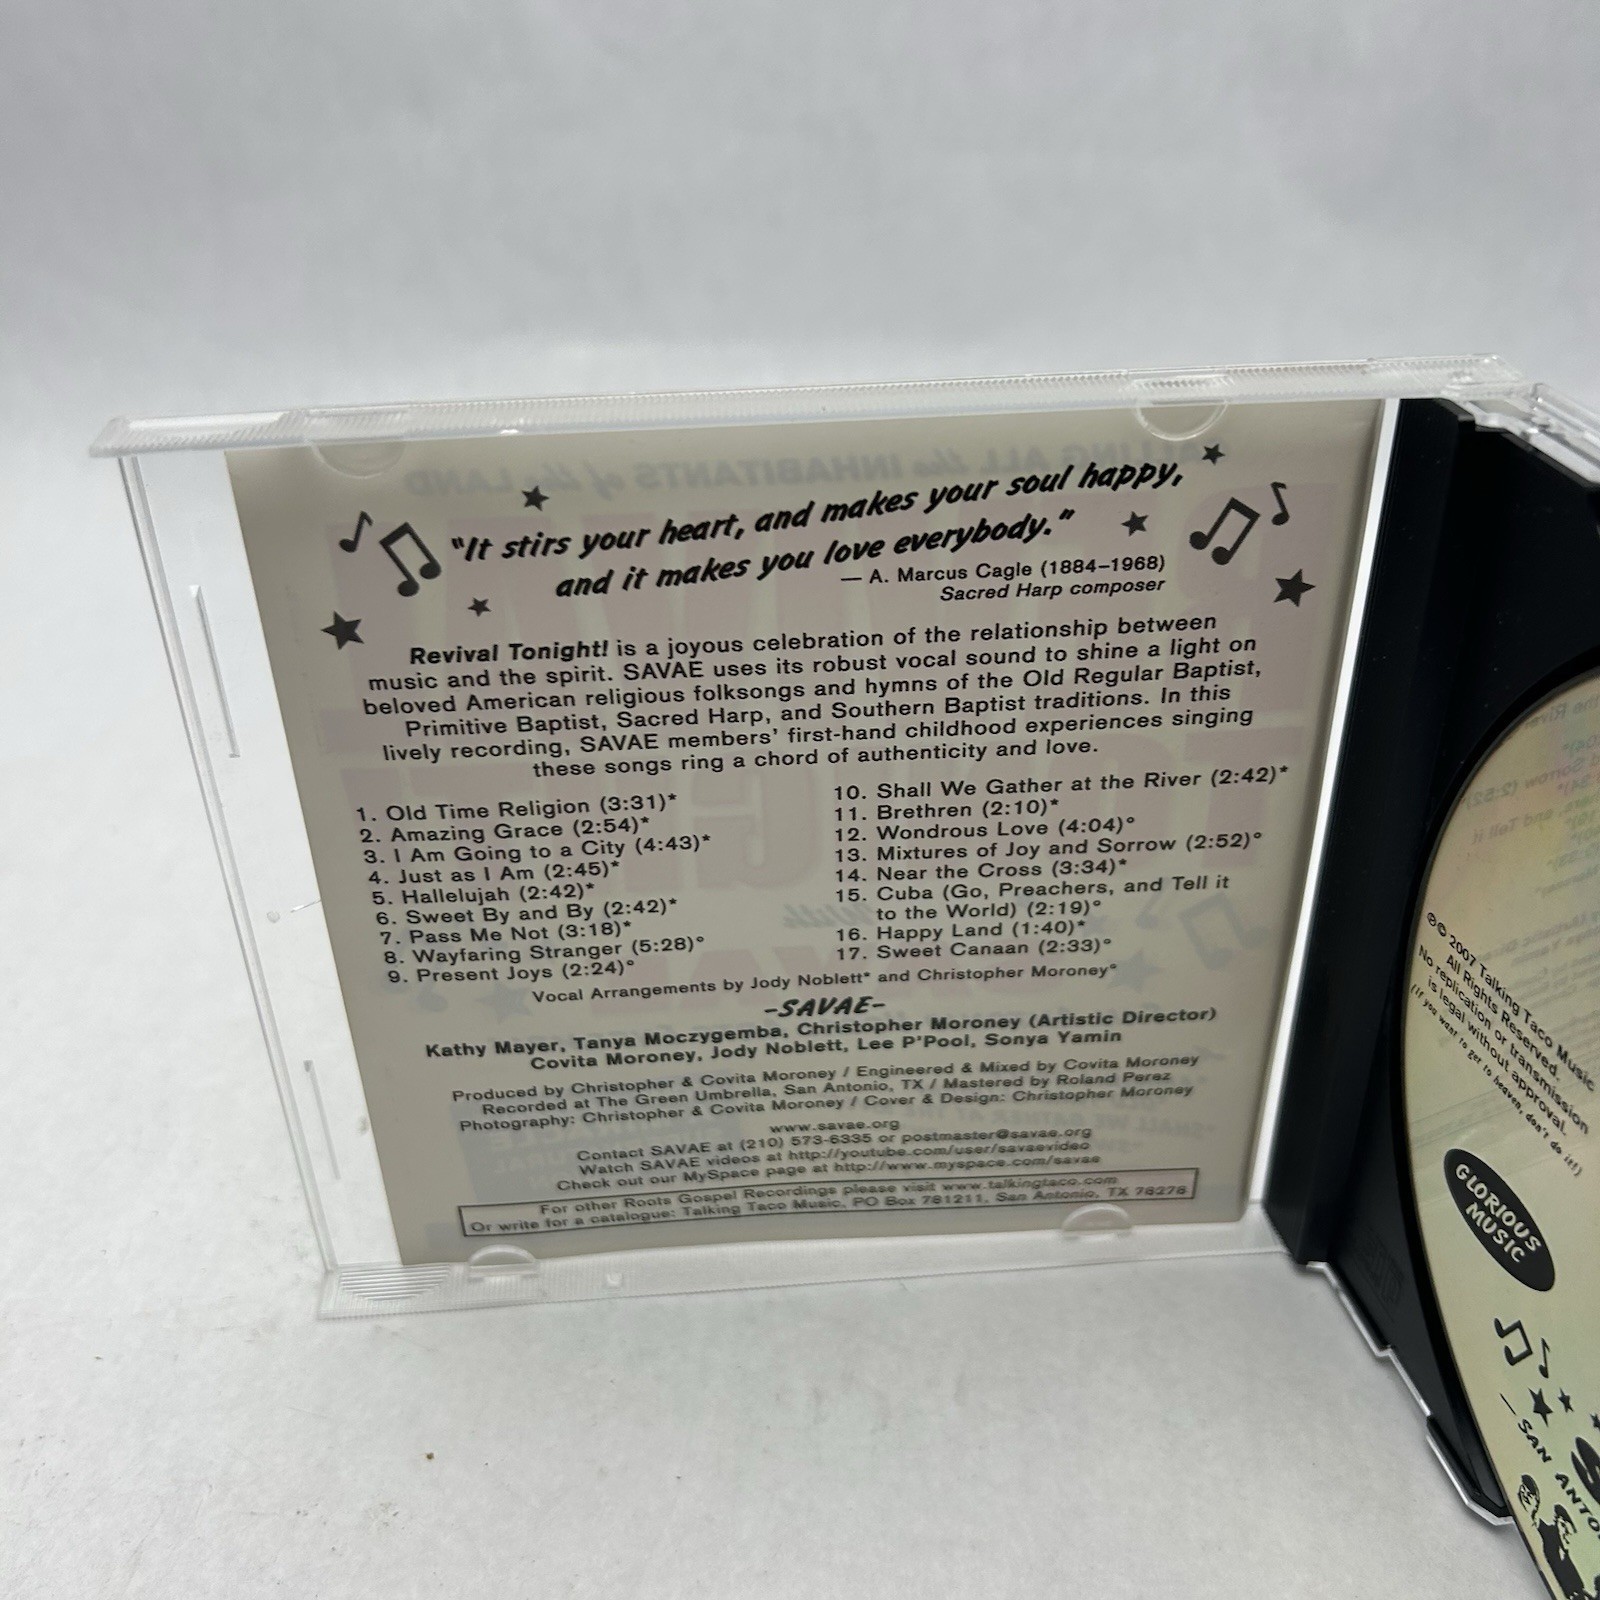 "It stirs your heart, and makes your soul happy,
and it makes you love everybody."
— A. Marcus Cagle (1884–1968)
Sacred Harp composer
Revival Tonight! is a joyous celebration of the relationship between
music and the spirit. SAVAE uses its robust vocal sound to shine a light on
beloved American religious folksongs and hymns of the Old Regular Baptist,
Primitive Baptist, Sacred Harp, and Southern Baptist traditions. In this
lively recording, SAVAE members' first-hand childhood experiences singing
these songs ring a chord of authenticity and love.
1. Old Time Religion (3:31)*
2. Amazing Grace (2:54)*
3. I Am Going to a City (4:43)*
4. Just as I Am (2:45)*
5. Hallelujah (2:42)*
6. Sweet By and By (2:42)*
7. Pass Me Not (3:18)*
8. Wayfaring Stranger (5:28)°
9. Present Joys (2:24)°
10. Shall We Gather at the River (2:42)*
11. Brethren (2:10)*
12. Wondrous Love (4:04)°
13. Mixtures of Joy and Sorrow (2:52)°
14. Near the Cross (3:34)*
15. Cuba (Go, Preachers, and Tell it
to the World) (2:19)°
16. Happy Land (1:40)*
17. Sweet Canaan (2:33)°
Vocal Arrangements by Jody Noblett* and Christopher Moroney°
–SAVAE–
Kathy Mayer, Tanya Moczygemba, Christopher Moroney (Artistic Director)
Covita Moroney, Jody Noblett, Lee P'Pool, Sonya Yamin
Produced by Christopher & Covita Moroney / Engineered & Mixed by Covita Moroney
Recorded at The Green Umbrella, San Antonio, TX / Mastered by Roland Perez
Photography: Christopher & Covita Moroney / Cover & Design: Christopher Moroney
www.savae.org
Contact SAVAE at (210) 573-6335 or postmaster@savae.org
Watch SAVAE videos at http://youtube.com/user/savaevideo
Check out our MySpace page at http://www.myspace.com/savae
For other Roots Gospel Recordings please visit www.talkingtaco.com
Or write for a catalogue: Talking Taco Music, PO Box 781211, San Antonio, TX 78278
℗© 2007 Talking Taco Music
All Rights Reserved.
No replication or transmission
is legal without approval.
(If you want to get to heaven, don't do it!)
GLORIOUS
MUSIC
— SAN ANTO